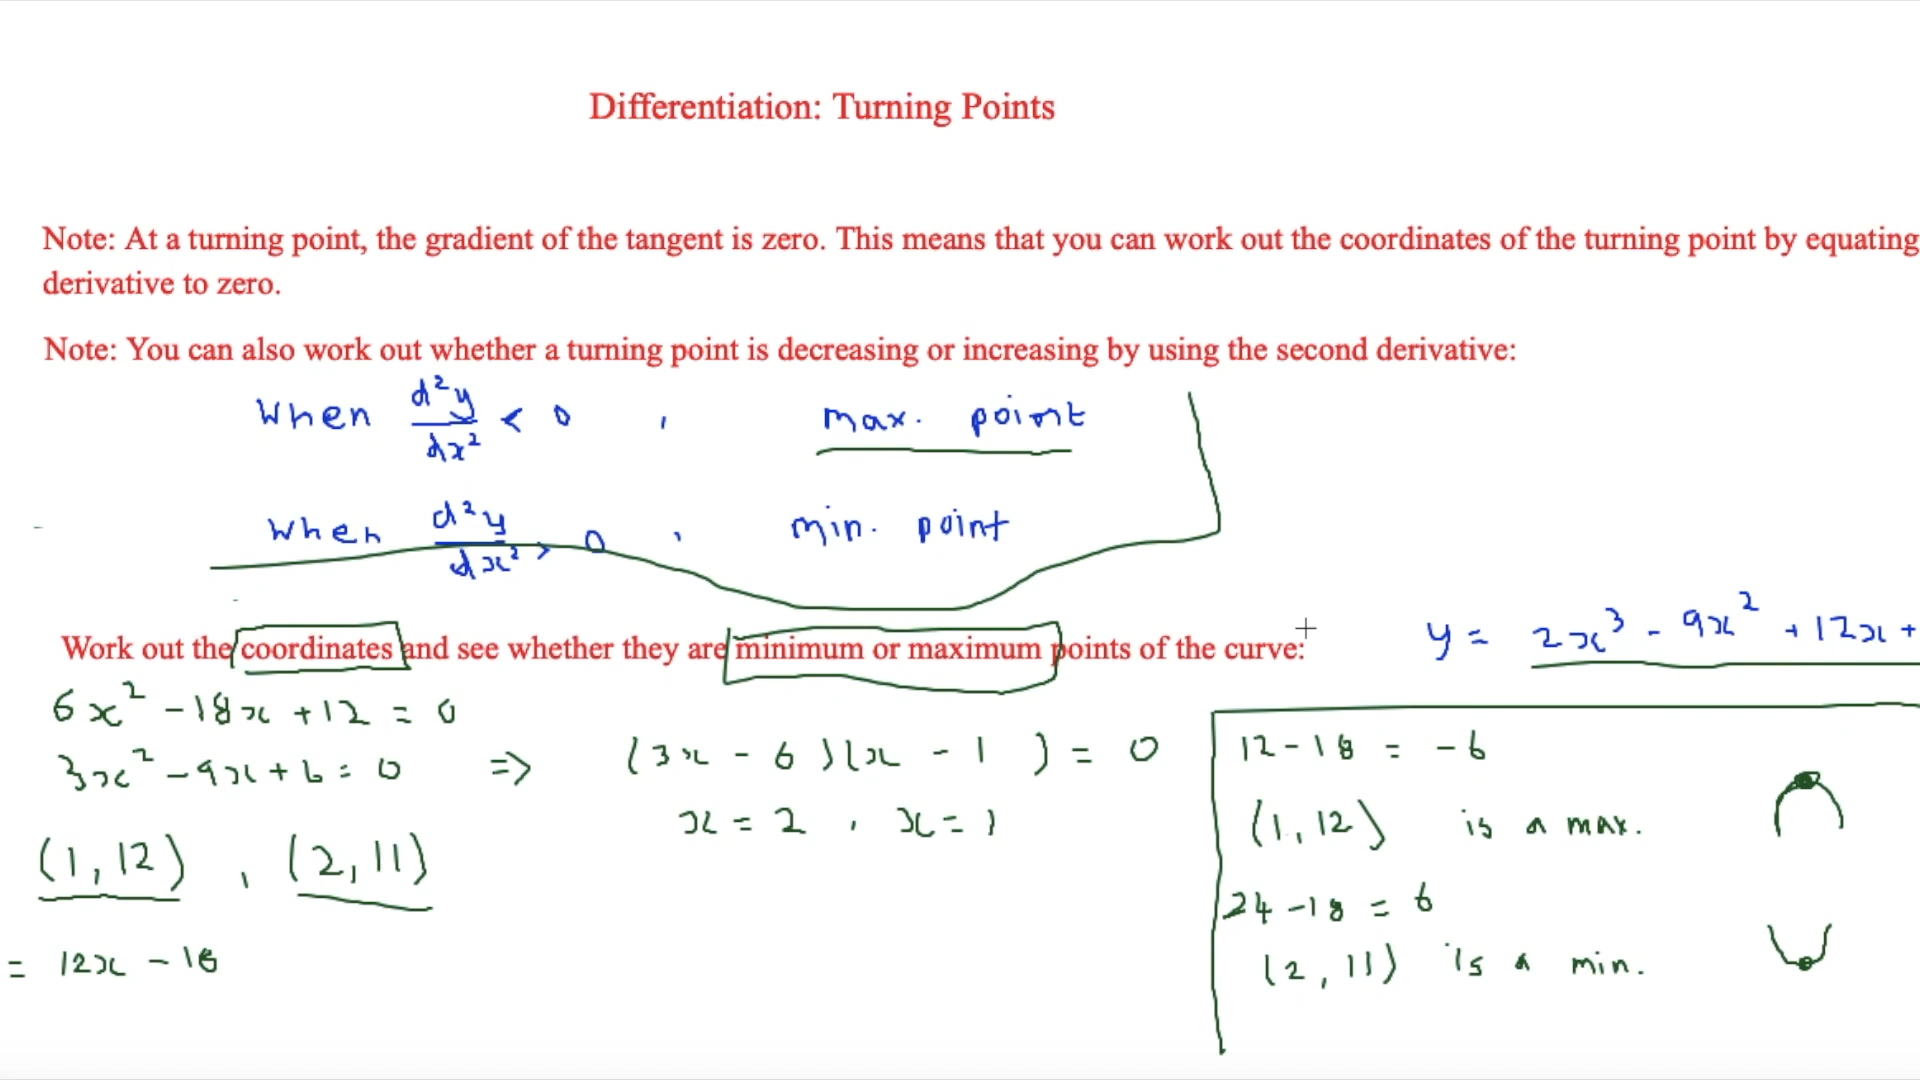 Differentiation: Turning Points
Note: At a turning point, the gradient of the tangent is zero. This means that you can work out the coordinates of the turning point by equating
derivative to zero.
Note: You can also work out whether a turning point is decreasing or increasing by using the second derivative:
When d²y/dx² < 0 , max. point
When d²y/dx² > 0 , min. point
Work out the coordinates and see whether they are minimum or maximum points of the curve: y = 2x³ - 9x² + 12x +
6x² - 18x + 12 = 0
3x² - 9x + 6 = 0 => (3x - 6)(x - 1) = 0
x = 2 , x = 1
(1, 12) , (2, 11)
= 12x - 18
12 - 18 = -6
(1, 12) is a max.
24 - 18 = 6
(2, 11) is a min.